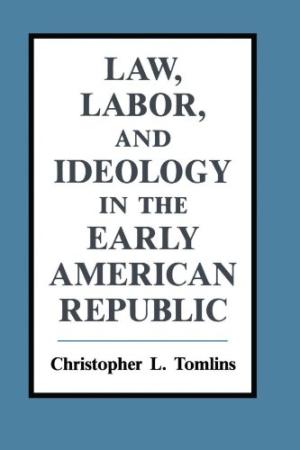 LAW,
LABOR,
AND
IDEOLOGY
IN THE
EARLY
AMERICAN
REPUBLIC
Christopher L. Tomlins